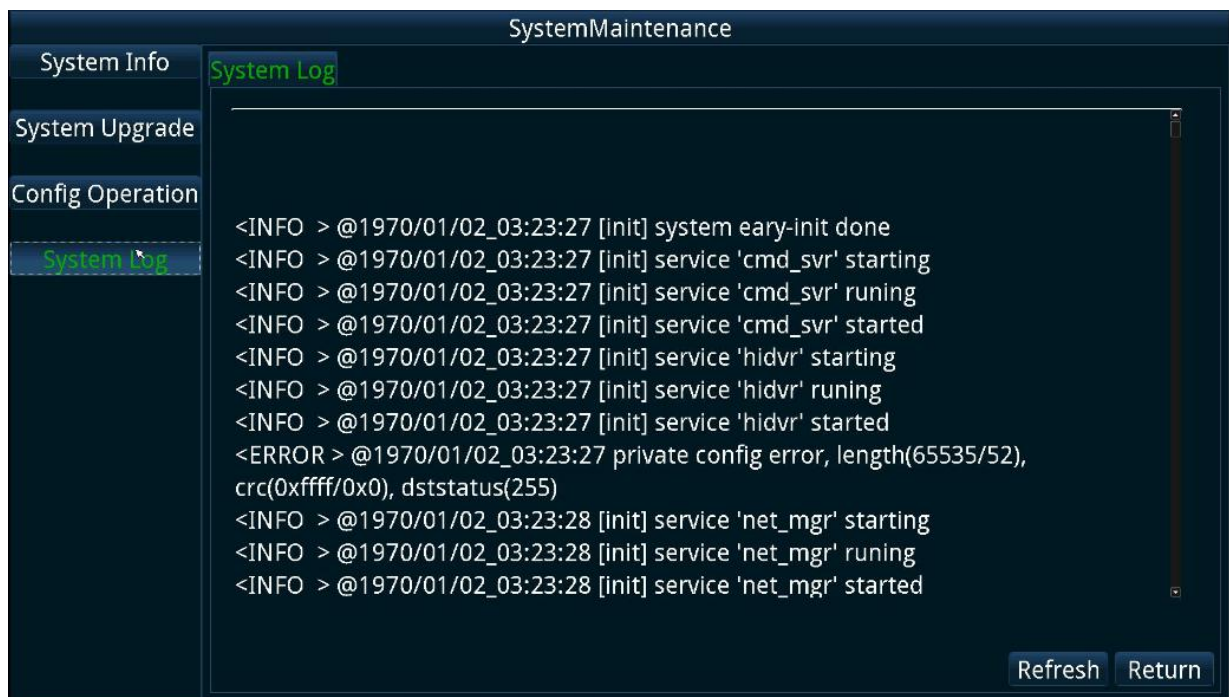 SystemMaintenance
System Info
System Upgrade
Config Operation
System Log
System Log
<INFO  > @1970/01/02_03:23:27 [init] system eary-init done
<INFO  > @1970/01/02_03:23:27 [init] service 'cmd_svr' starting
<INFO  > @1970/01/02_03:23:27 [init] service 'cmd_svr' runing
<INFO  > @1970/01/02_03:23:27 [init] service 'cmd_svr' started
<INFO  > @1970/01/02_03:23:27 [init] service 'hidvr' starting
<INFO  > @1970/01/02_03:23:27 [init] service 'hidvr' runing
<INFO  > @1970/01/02_03:23:27 [init] service 'hidvr' started
<ERROR > @1970/01/02_03:23:27 private config error, length(65535/52),
crc(0xffff/0x0), dststatus(255)
<INFO  > @1970/01/02_03:23:28 [init] service 'net_mgr' starting
<INFO  > @1970/01/02_03:23:28 [init] service 'net_mgr' runing
<INFO  > @1970/01/02_03:23:28 [init] service 'net_mgr' started
Refresh Return